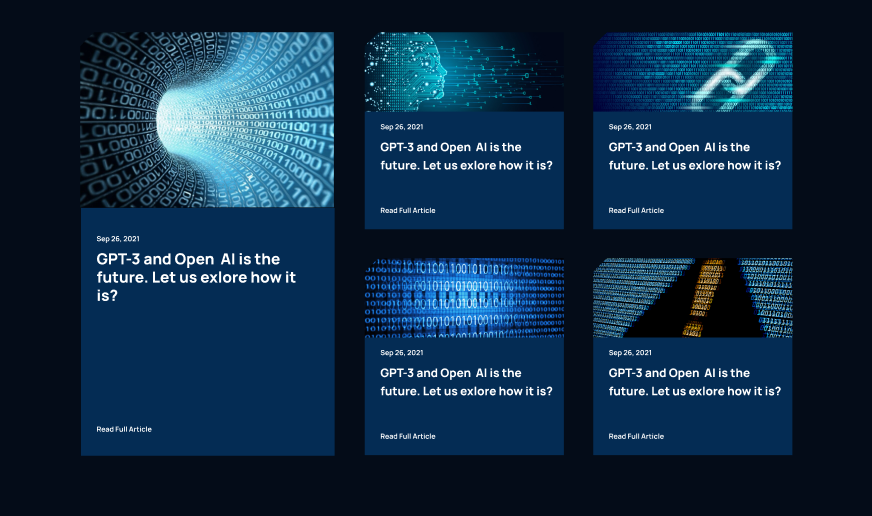 Sep 26, 2021
GPT-3 and Open AI is the
future. Let us exlore how it
is?
Read Full Article
Sep 26, 2021
GPT-3 and Open AI is the
future. Let us exlore how it is?
Read Full Article
Sep 26, 2021
GPT-3 and Open AI is the
future. Let us exlore how it is?
Read Full Article
Sep 26, 2021
GPT-3 and Open AI is the
future. Let us exlore how it is?
Read Full Article
Sep 26, 2021
GPT-3 and Open AI is the
future. Let us exlore how it is?
Read Full Article